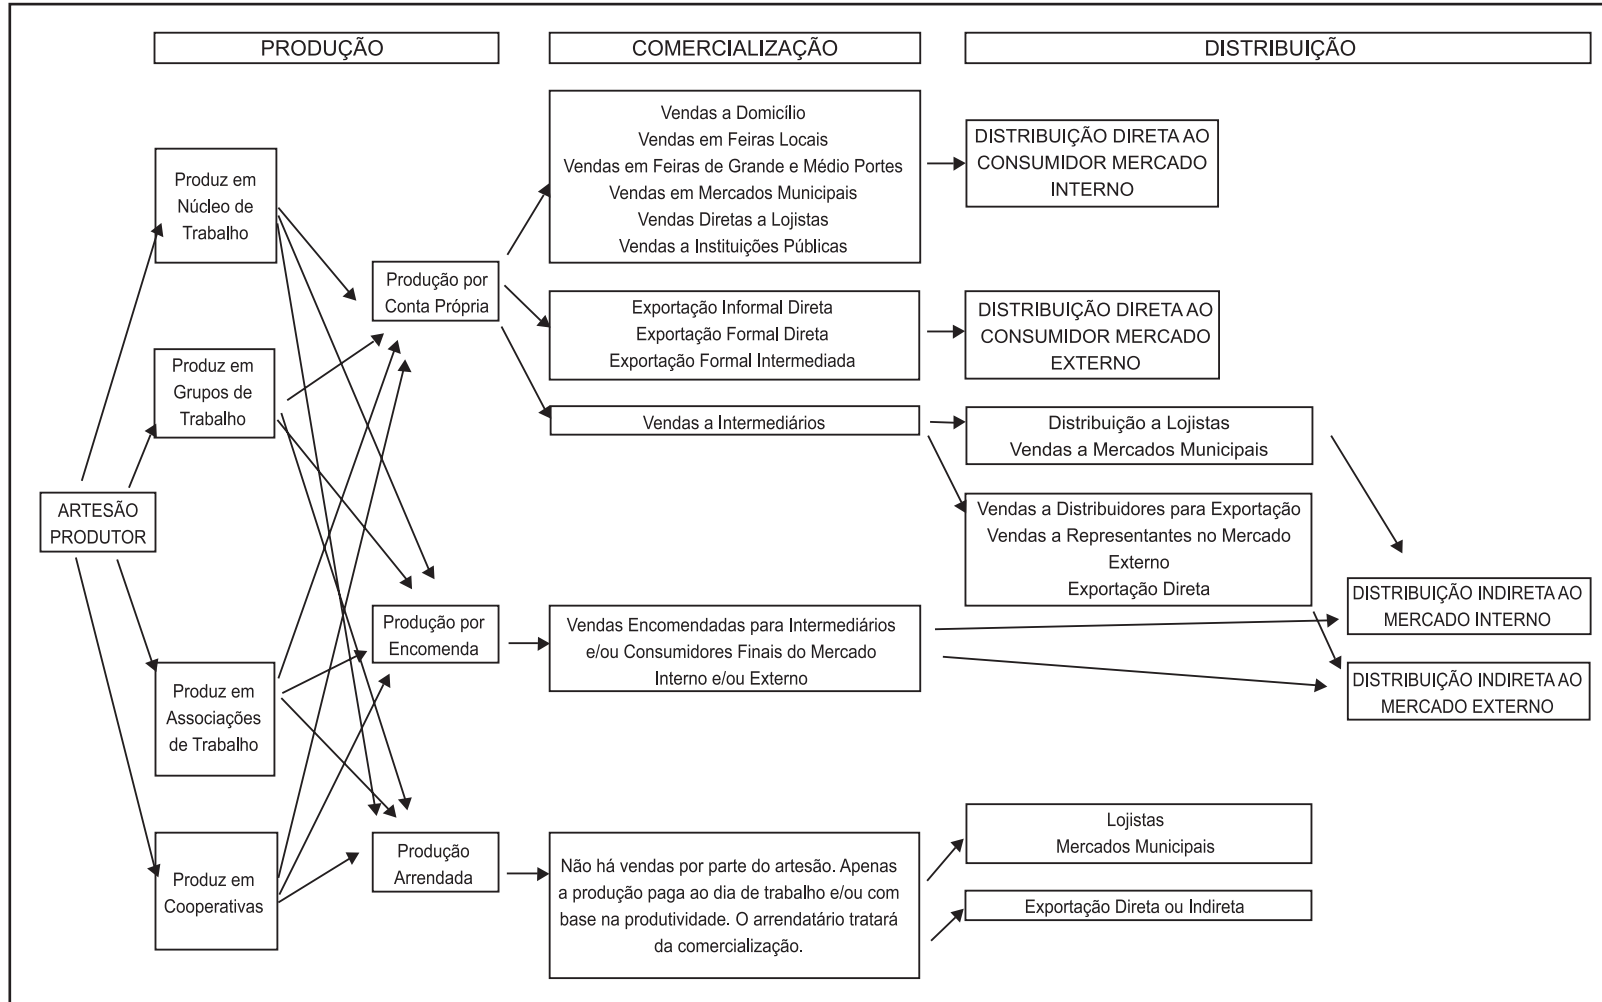 PRODUÇÃO
COMERCIALIZAÇÃO
DISTRIBUIÇÃO
ARTESÃO
PRODUTOR
Produz em
Núcleo de
Trabalho
Produz em
Grupos de
Trabalho
Produz em
Associações
de Trabalho
Produz em
Cooperativas
Produção por
Conta Própria
Produção por
Encomenda
Produção
Arrendada
Vendas a Domicílio
Vendas em Feiras Locais
Vendas em Feiras de Grande e Médio Portes
Vendas em Mercados Municipais
Vendas Diretas a Lojistas
Vendas a Instituições Públicas
Exportação Informal Direta
Exportação Formal Direta
Exportação Formal Intermediada
Vendas a Intermediários
Vendas Encomendadas para Intermediários
e/ou Consumidores Finais do Mercado
Interno e/ou Externo
Não há vendas por parte do artesão. Apenas
a produção paga ao dia de trabalho e/ou com
base na produtividade. O arrendatário tratará
da comercialização.
DISTRIBUIÇÃO DIRETA AO
CONSUMIDOR MERCADO
INTERNO
DISTRIBUIÇÃO DIRETA AO
CONSUMIDOR MERCADO
EXTERNO
Distribuição a Lojistas
Vendas a Mercados Municipais
Vendas a Distribuidores para Exportação
Vendas a Representantes no Mercado
Externo
Exportação Direta
DISTRIBUIÇÃO INDIRETA AO
MERCADO INTERNO
DISTRIBUIÇÃO INDIRETA AO
MERCADO EXTERNO
Lojistas
Mercados Municipais
Exportação Direta ou Indireta